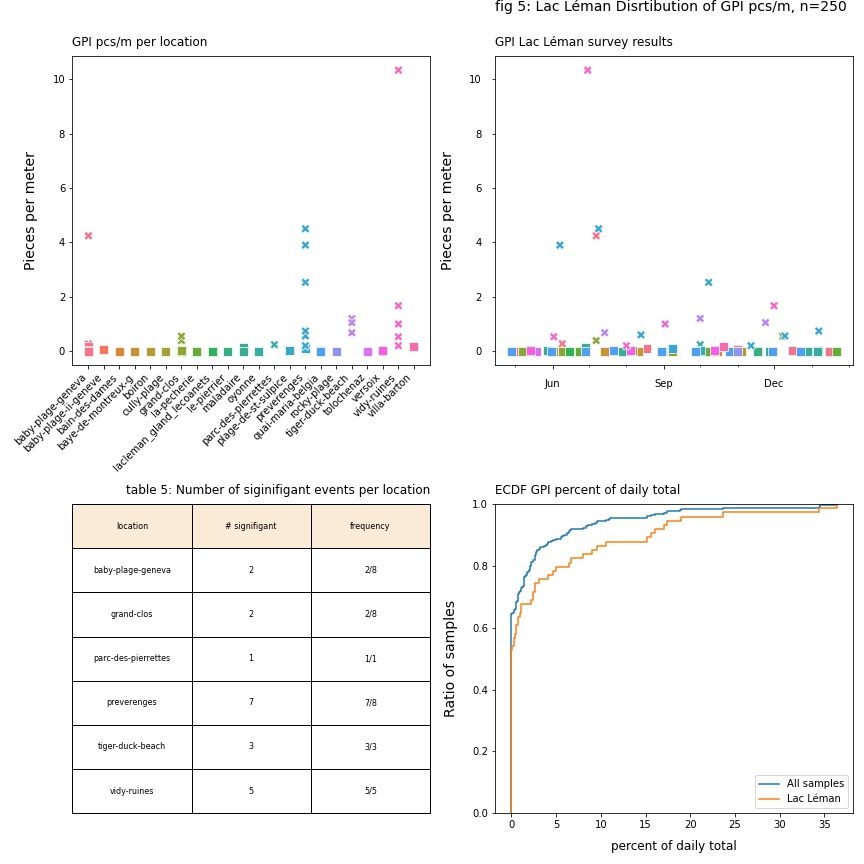 fig 5: Lac Léman Disrtibution of GPI pcs/m, n=250
GPI pcs/m per location
Pieces per meter
10
8
6
4
2
0
baby-plage-geneva
baby-plage-ii-geneve
bain-des-dames
baye-de-montreux-g
boiron
cully-plage
grand-clos
la-pecherie
lacleman_gland_lecoanets
le-pierrier
maladaire
oyonne
parc-des-pierrettes
plage-de-st-sulpice
preverenges
quai-maria-belgia
rocky-plage
tiger-duck-beach
tolochenaz
versoix
vidy-ruines
villa-barton
GPI Lac Léman survey results
Pieces per meter
10
8
6
4
2
0
Jun
Sep
Dec
table 5: Number of siginifigant events per location
location # signifigant frequency
baby-plage-geneva 2 2/8
grand-clos 2 2/8
parc-des-pierrettes 1 1/1
preverenges 7 7/8
tiger-duck-beach 3 3/3
vidy-ruines 5 5/5
ECDF GPI percent of daily total
Ratio of samples
1.0
0.8
0.6
0.4
0.2
0.0
0 5 10 15 20 25 30 35
percent of daily total
All samples
Lac Léman